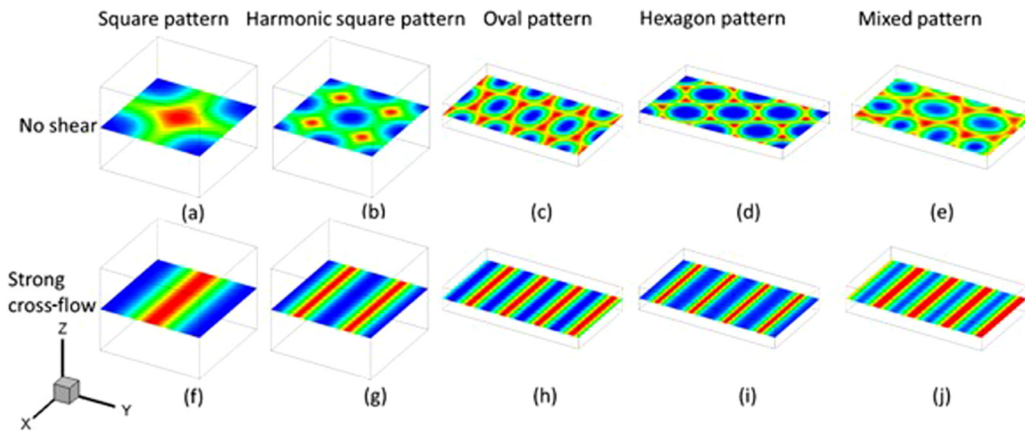 Square pattern Harmonic square pattern Oval pattern Hexagon pattern Mixed pattern
No shear
(a) (b) (c) (d) (e)
Strong
cross-flow
Z
X
Y
(f) (g) (h) (i) (j)